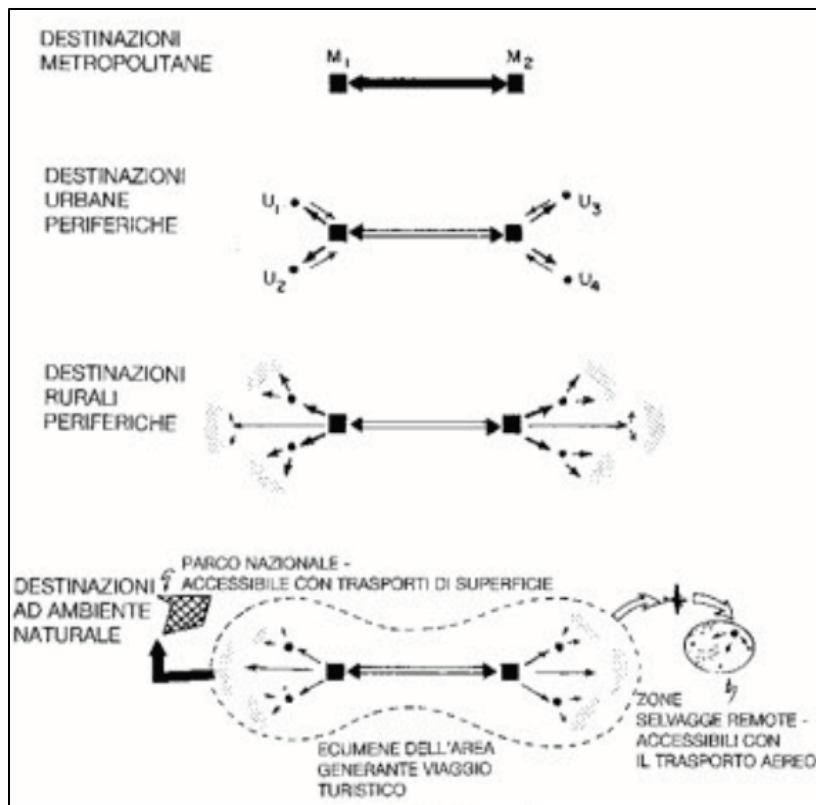 DESTINAZIONI
METROPOLITANE
M1
M2
DESTINAZIONI
URBANE
PERIFERICHE
U1
U2
U3
U4
DESTINAZIONI
RURALI
PERIFERICHE
PARCO NAZIONALE -
ACCESSIBILE CON TRASPORTI DI SUPERFICIE
DESTINAZIONI
AD AMBIENTE
NATURALE
ECUMENE DELL'AREA
GENERANTE VIAGGIO
TURISTICO
ZONE
SELVAGGE REMOTE -
ACCESSIBILI CON
IL TRASPORTO AEREO